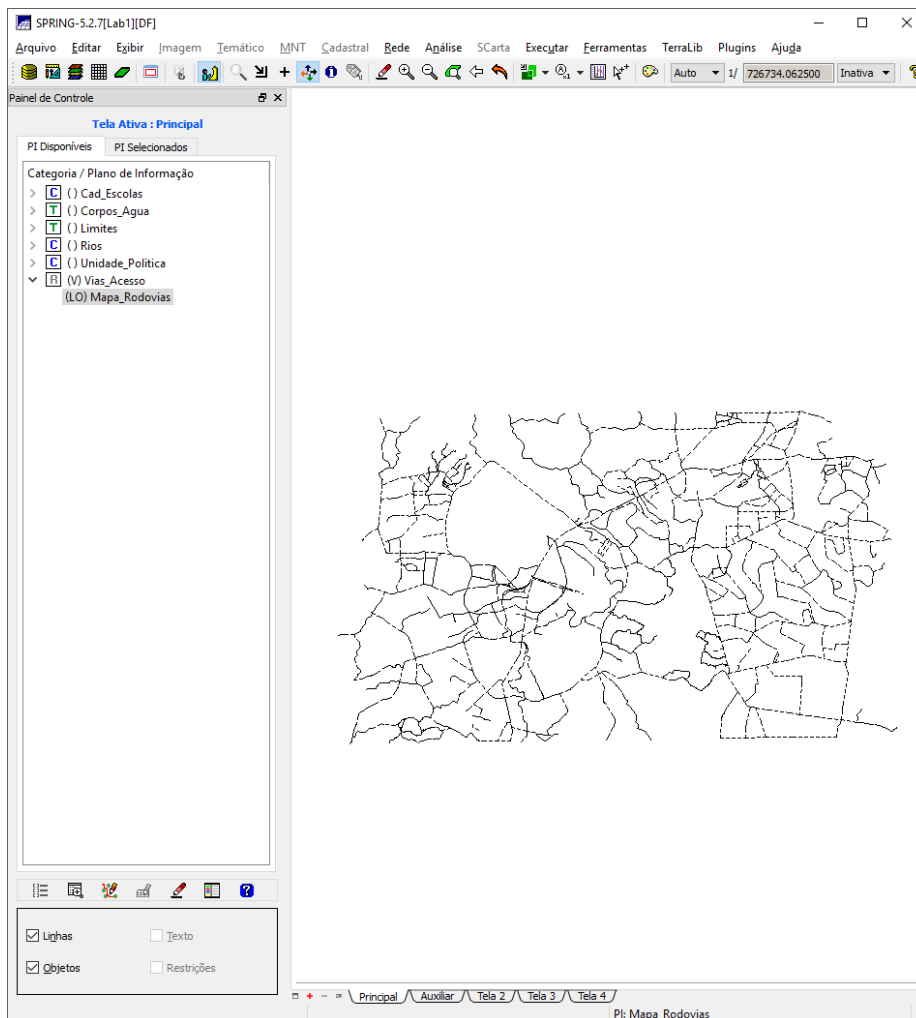 SPRING-5.2.7[Lab1][DF]
Arquivo Editar Exibir Imagem Temático MNT Cadastral Rede Análise SCarta Executar Ferramentas TerraLib Plugins Ajuda
Auto 1/ 726734.062500 Inativa
Painel de Controle
Tela Ativa : Principal
PI Disponíveis PI Selecionados
Categoria / Plano de Informação
C () Cad_Escolas
T () Corpos_Agua
T () Limites
C () Rios
C () Unidade_Politica
R (V) Vias_Acesso
(LO) Mapa_Rodovias
Linhas Texto
Objetos Restrições
Principal Auxiliar Tela 2 Tela 3 Tela 4
PI: Mapa_Rodovias